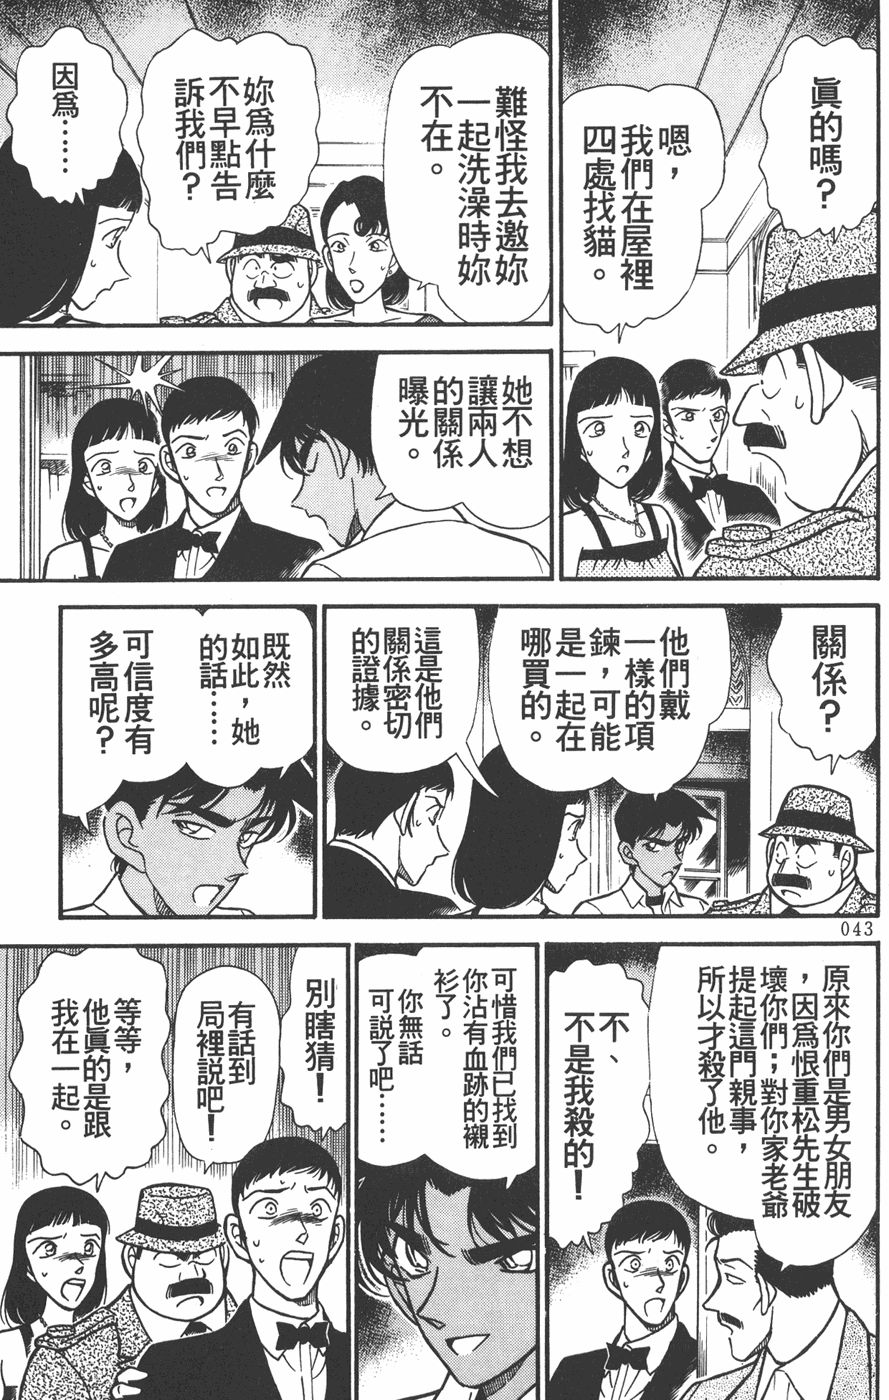 眞的嗎？
嗯，
我們在屋裡
四處找貓。
難怪我去邀妳
一起洗澡時妳
不在。
妳爲什麼
不早點告
訴我們？
因爲……
她不想
讓兩人
的關係
曝光。
關係？
他們戴
一樣的項
鍊，可能
是一起在
哪買的。
這是他們
關係密切
的證據。
既然
如此，她
的話……
可信度有
多高呢？
043
原來你們是男女朋友
，因爲恨重松先生破
壞你們；對你家老爺
提起這門親事，
所以才殺了他。
不、
不是我殺的！
可惜我們已找到
你沾有血跡的襯
衫了。
你無話
可説了吧……
別瞎猜！
有話到
局裡説吧！
等等，
他眞的是跟
我在一起。